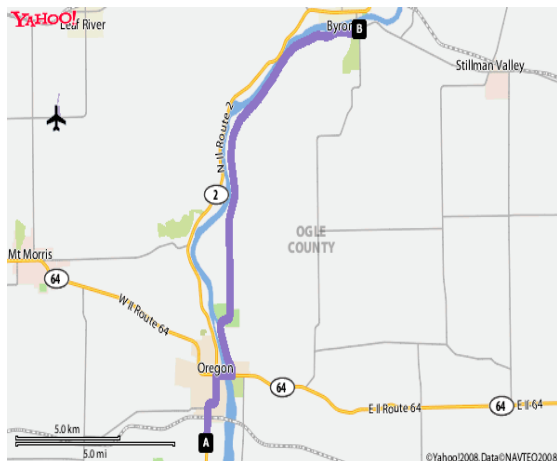 YAHOO!
Leaf River
Byron
B
Stillman Valley
N Il Route 2
2
OGLE
COUNTY
Mt Morris
64
W Il Route 64
Oregon
64
E Il Route 64
64
E Il 64
A
5.0 km
5.0 mi
©Yahoo!2008, Data©NAVTEQ2008